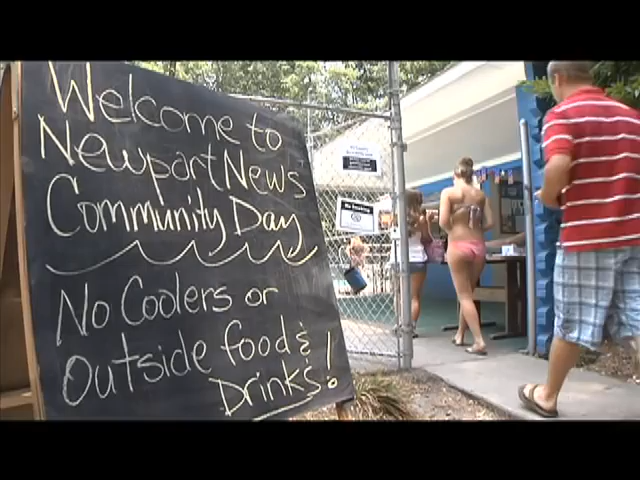 Welcome to
Newport News
Community Day
No Coolers or
Outside food &
Drinks!
No Smoking